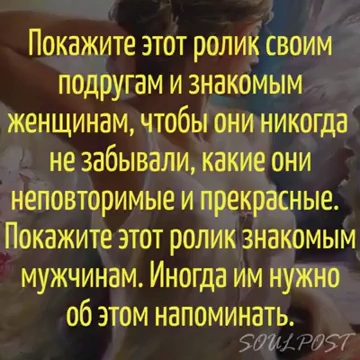 Покажите этот ролик своим
подругам и знакомым
женщинам, чтобы они никогда
не забывали, какие они
неповторимые и прекрасные.
Покажите этот ролик знакомым
мужчинам. Иногда им нужно
об этом напоминать.
SOULPOST